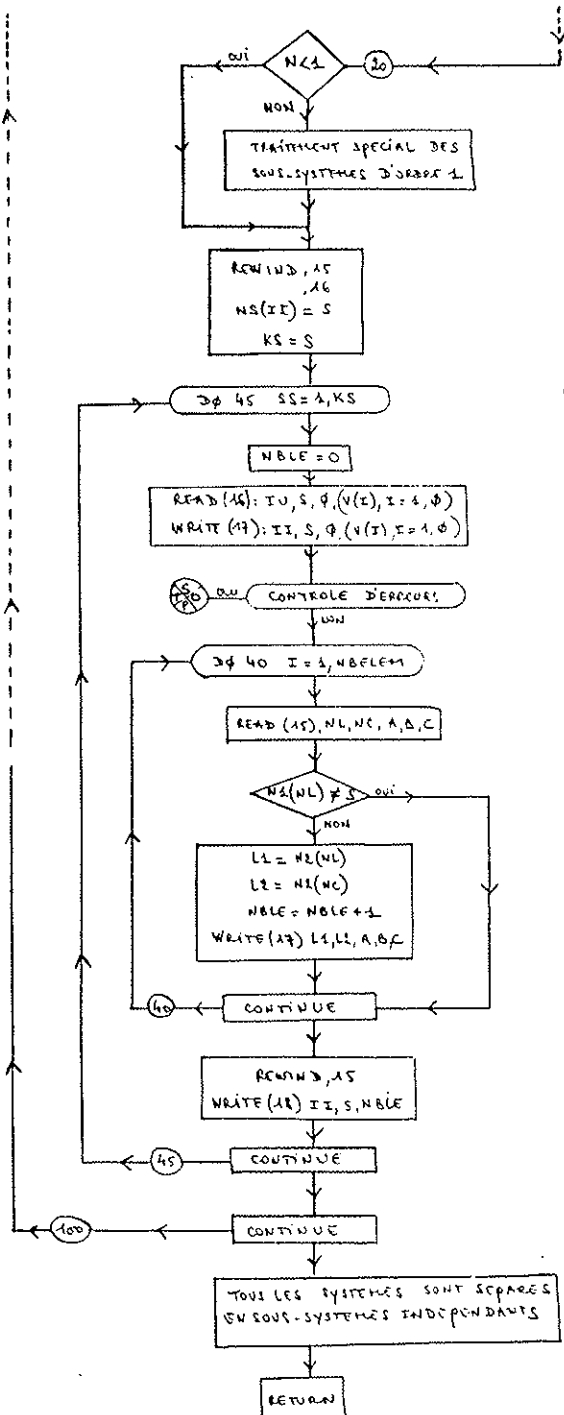 oui
N<1
20
NON
TRAITEMENT SPECIAL DES
SOUS-SYSTEMES D'ORDRE 1
REWIND, 15
,16
NS(II) = S
KS = S
DØ 45 SS=1, KS
NBLE = 0
READ (16): IU, S, Ø, (V(I), I=1, Ø)
WRITE (17): II, S, Ø (V(I), I=1, Ø)
STOP
oui
CONTROLE D'ERREURS
NON
DØ 40 I = 1, NBELEM
READ (15), NL, NC, A, B, C
N1(NL) ≠ S
oui
NON
L1 = N2(NL)
L2 = N2(NC)
NBLE = NBLE + 1
WRITE (17) L1, L2, A, B, C
40
CONTINUE
REWIND, 15
WRITE (18) II, S, NBLE
45
CONTINUE
100
CONTINUE
TOUS LES SYSTEMES SONT SEPARES
EN SOUS-SYSTEMES INDEPENDANTS
RETURN